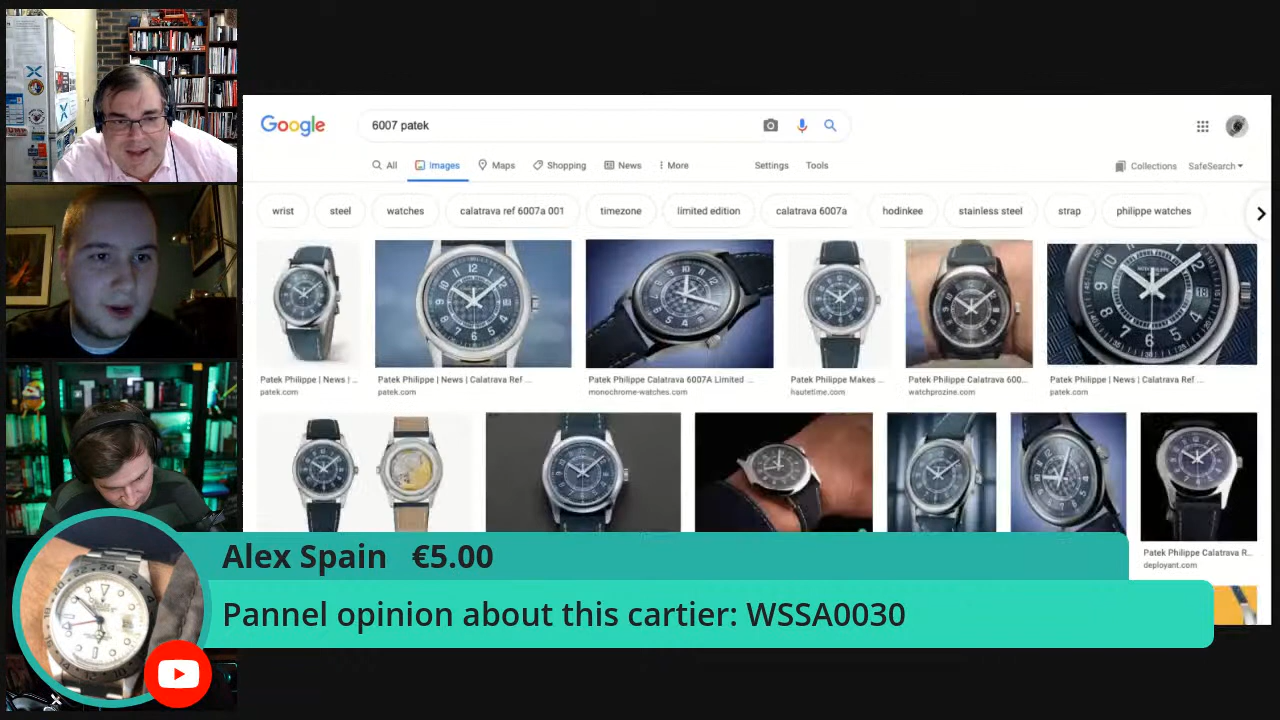 Google
6007 patek
All
Images
Maps
Shopping
News
More
Settings
Tools
Collections
SafeSearch
wrist
steel
watches
calatrava ref 6007a 001
timezone
limited edition
calatrava 6007a
hodinkee
stainless steel
strap
philippe watches
Patek Philippe | News | ...
patek.com
Patek Philippe | News | Calatrava Ref ...
patek.com
Patek Philippe Calatrava 6007A Limited ...
monochrome-watches.com
Patek Philippe Makes ...
hautetime.com
Patek Philippe Calatrava 600...
watchprozine.com
Patek Philippe | News | Calatrava Ref ...
patek.com
Patek Philippe Calatrava R...
deployant.com
Alex Spain €5.00
Pannel opinion about this cartier: WSSA0030